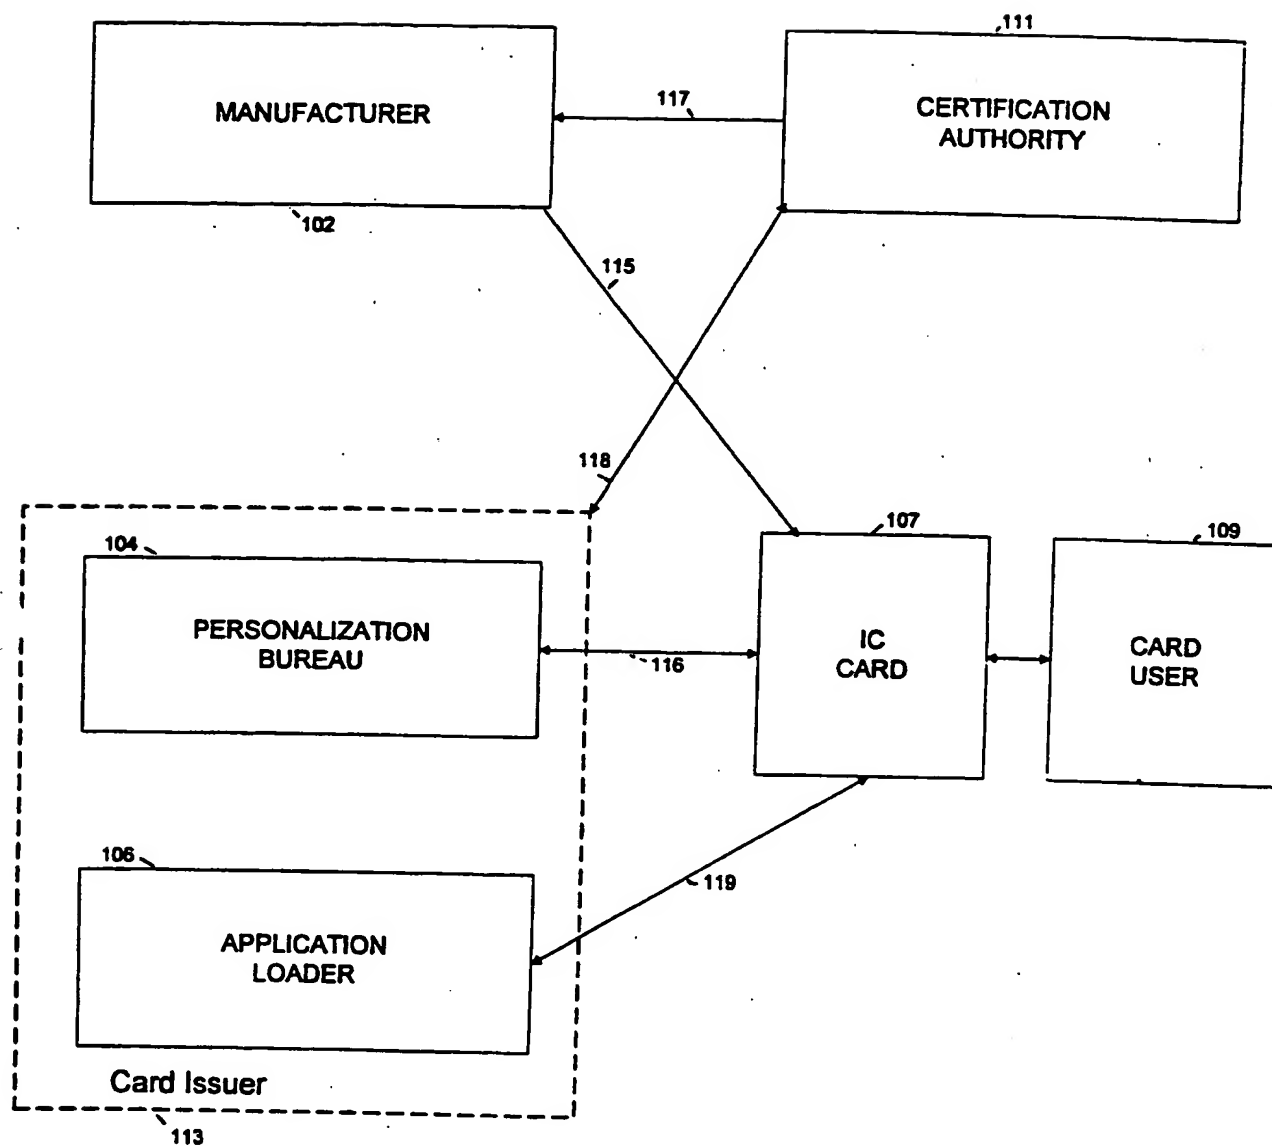 111
MANUFACTURER
117
CERTIFICATION
AUTHORITY
102
115
118
107
109
104
PERSONALIZATION
BUREAU
116
IC
CARD
CARD
USER
106
119
APPLICATION
LOADER
Card Issuer
113